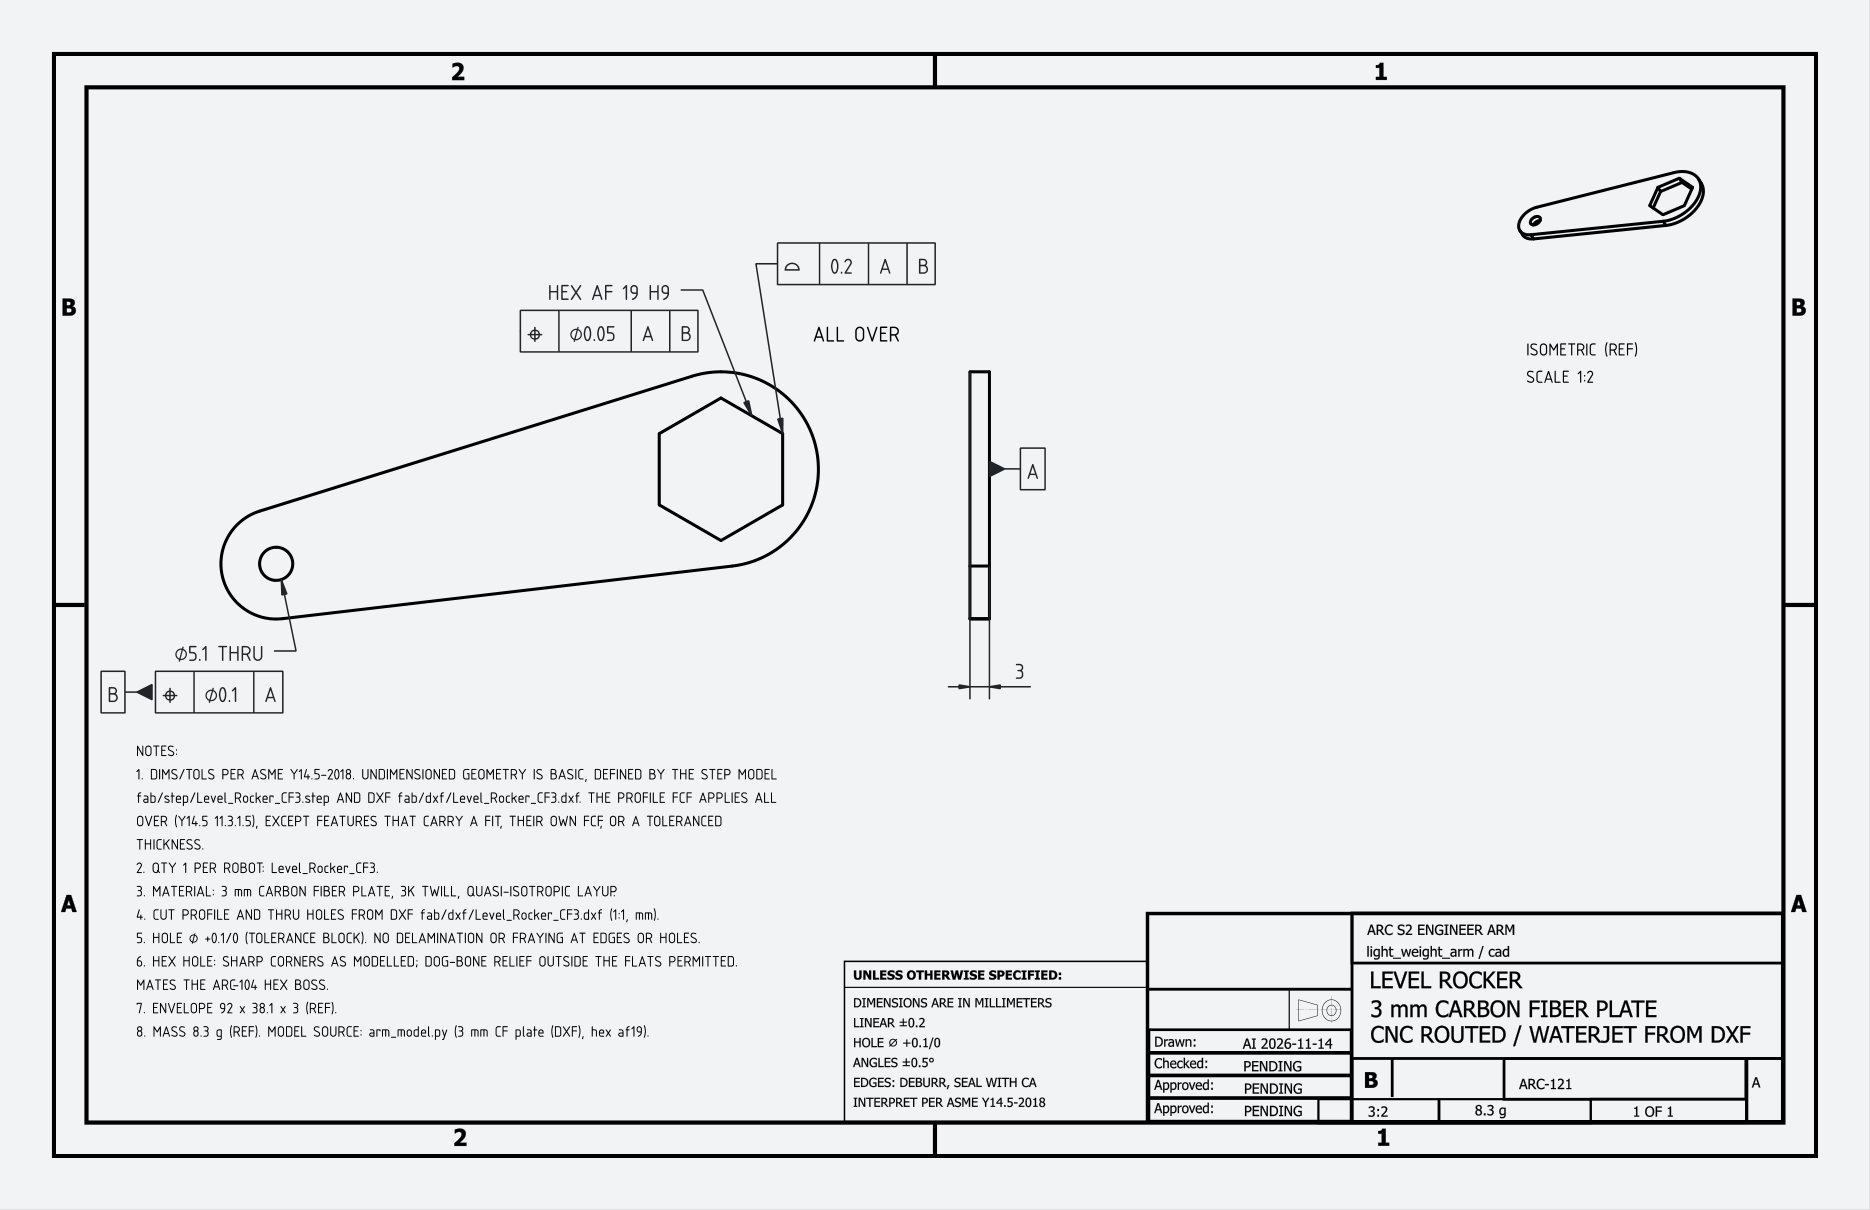 2
1
B
B
A
A
2
1
⌓ 0.2 A B
ALL OVER
HEX AF 19 H9
⌖ ⌀0.05 A B
A
3
⌀5.1 THRU
B ⌖ ⌀0.1 A
ISOMETRIC (REF)
SCALE 1:2
NOTES:
1. DIMS/TOLS PER ASME Y14.5-2018. UNDIMENSIONED GEOMETRY IS BASIC, DEFINED BY THE STEP MODEL
fab/step/Level_Rocker_CF3.step AND DXF fab/dxf/Level_Rocker_CF3.dxf. THE PROFILE FCF APPLIES ALL
OVER (Y14.5 11.3.1.5), EXCEPT FEATURES THAT CARRY A FIT, THEIR OWN FCF, OR A TOLERANCED
THICKNESS.
2. QTY 1 PER ROBOT: Level_Rocker_CF3.
3. MATERIAL: 3 mm CARBON FIBER PLATE, 3K TWILL, QUASI-ISOTROPIC LAYUP.
4. CUT PROFILE AND THRU HOLES FROM DXF fab/dxf/Level_Rocker_CF3.dxf (1:1, mm).
5. HOLE ⌀ +0.1/0 (TOLERANCE BLOCK). NO DELAMINATION OR FRAYING AT EDGES OR HOLES.
6. HEX HOLE: SHARP CORNERS AS MODELLED; DOG-BONE RELIEF OUTSIDE THE FLATS PERMITTED.
MATES THE ARC-104 HEX BOSS.
7. ENVELOPE 92 x 38.1 x 3 (REF).
8. MASS 8.3 g (REF). MODEL SOURCE: arm_model.py (3 mm CF plate (DXF), hex af19).
UNLESS OTHERWISE SPECIFIED:
DIMENSIONS ARE IN MILLIMETERS
LINEAR ±0.2
HOLE ⌀ +0.1/0
ANGLES ±0.5°
EDGES: DEBURR, SEAL WITH CA
INTERPRET PER ASME Y14.5-2018
Drawn: AI 2026-11-14
Checked: PENDING
Approved: PENDING
Approved: PENDING
ARC S2 ENGINEER ARM
light_weight_arm / cad
LEVEL ROCKER
3 mm CARBON FIBER PLATE
CNC ROUTED / WATERJET FROM DXF
B ARC-121 A
3:2 8.3 g 1 OF 1